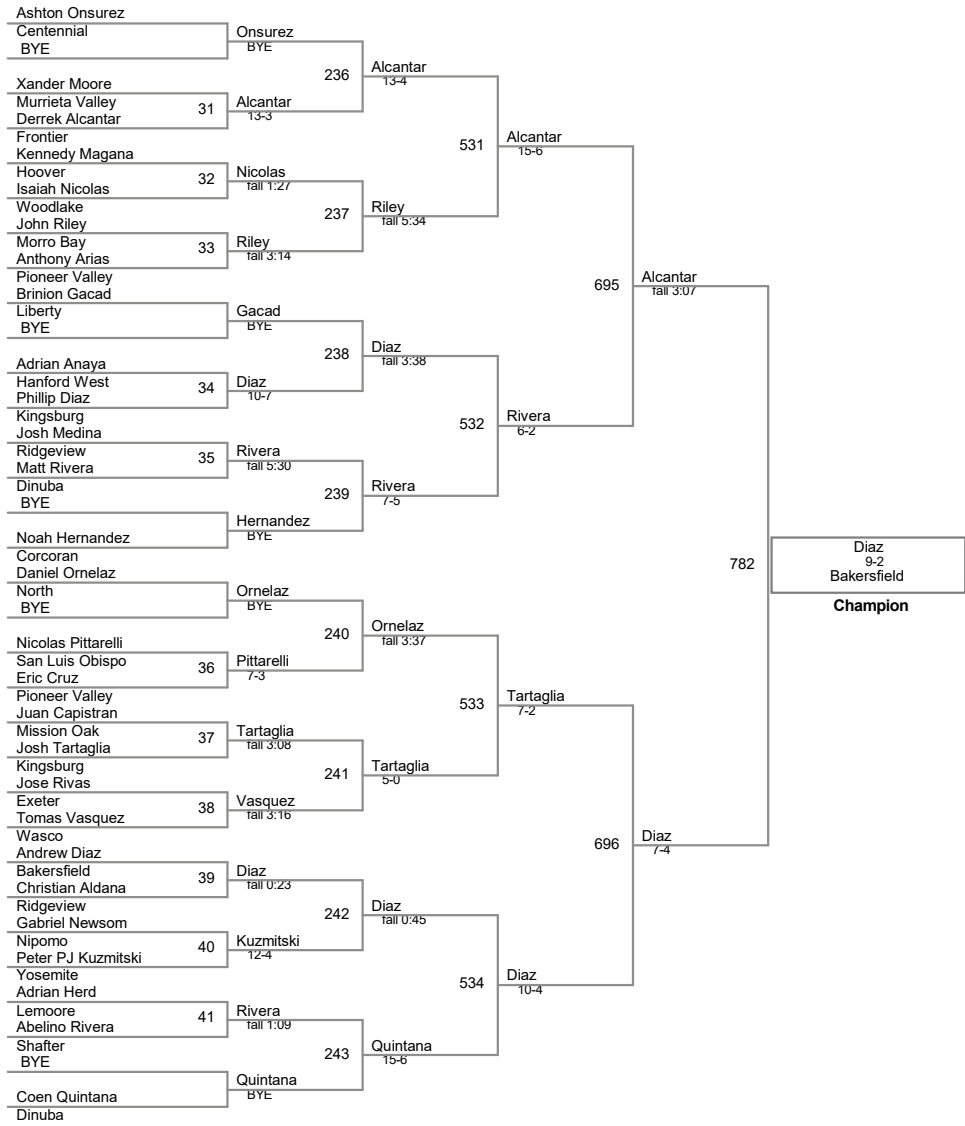 Ashton Onsurez
Centennial
BYE
Xander Moore
Murrieta Valley
Derrek Alcantar
Frontier
Kennedy Magana
Hoover
Isaiah Nicolas
Woodlake
John Riley
Morro Bay
Anthony Arias
Pioneer Valley
Brinion Gacad
Liberty
BYE
Adrian Anaya
Hanford West
Phillip Diaz
Kingsburg
Josh Medina
Ridgeview
Matt Rivera
Dinuba
BYE
Noah Hernandez
Corcoran
Daniel Ornelaz
North
BYE
Nicolas Pittarelli
San Luis Obispo
Eric Cruz
Pioneer Valley
Juan Capistran
Mission Oak
Josh Tartaglia
Kingsburg
Jose Rivas
Exeter
Tomas Vasquez
Wasco
Andrew Diaz
Bakersfield
Christian Aldana
Ridgeview
Gabriel Newsom
Nipomo
Peter PJ Kuzmitski
Yosemite
Adrian Herd
Lemoore
Abelino Rivera
Shafter
BYE
Coen Quintana
Dinuba
31
32
33
34
35
36
37
38
39
40
41
Onsurez
BYE
Alcantar
13-3
Nicolas
fall 1:27
Riley
fall 3:14
Gacad
BYE
Diaz
10-7
Rivera
fall 5:30
Hernandez
BYE
Ornelaz
BYE
Pittarelli
7-3
Tartaglia
fall 3:08
Vasquez
fall 3:16
Diaz
fall 0:23
Kuzmitski
12-4
Rivera
fall 1:09
Quintana
BYE
236
237
238
239
240
241
242
243
Alcantar
13-4
Riley
fall 5:34
Diaz
fall 3:38
Rivera
7-5
Ornelaz
fall 3:37
Tartaglia
5-0
Diaz
fall 0:45
Quintana
15-6
531
532
533
534
Alcantar
15-6
Rivera
6-2
Tartaglia
7-2
Diaz
10-4
695
696
Alcantar
fall 3:07
Diaz
7-4
782
Diaz
9-2
Bakersfield
Champion